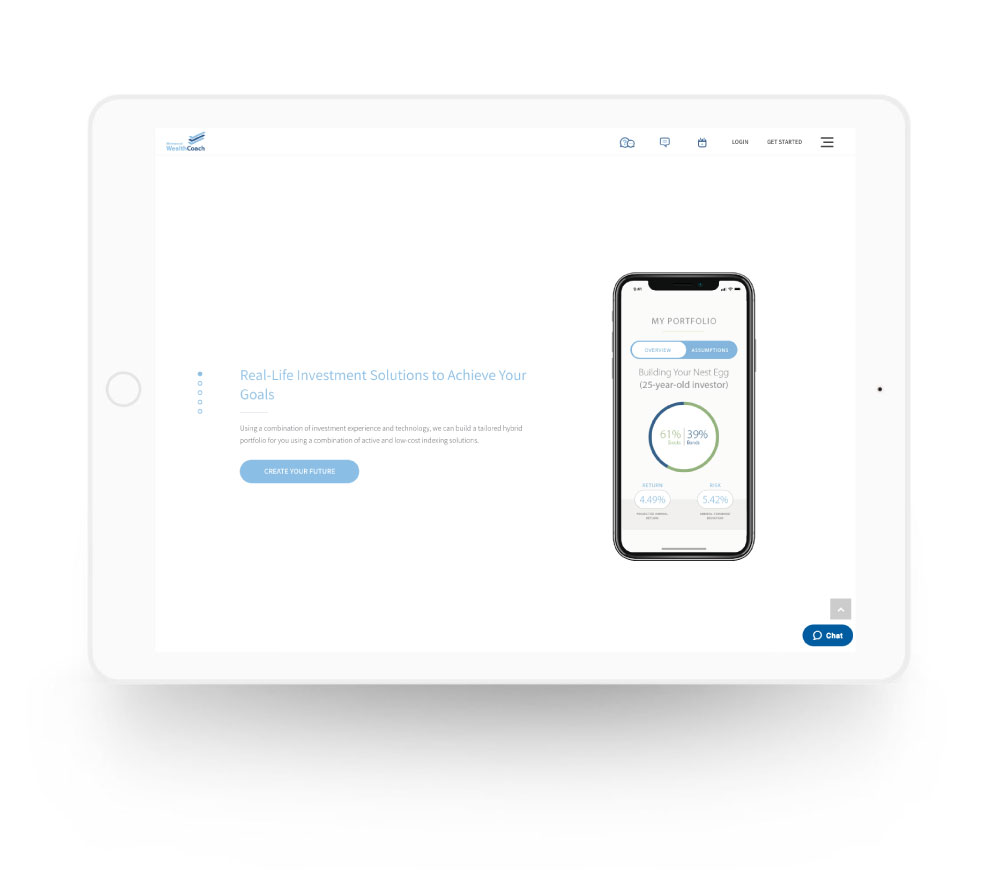 WealthCoach
LOGIN
GET STARTED
Real-Life Investment Solutions to Achieve Your
Goals
Using a combination of investment experience and technology, we can build a tailored hybrid
portfolio for you using a combination of active and low-cost indexing solutions.
CREATE YOUR FUTURE
9:41
MY PORTFOLIO
OVERVIEW
ASSUMPTIONS
Building Your Nest Egg
(25-year-old investor)
61% 39%
Bonds
RETURN
RISK
4.49%
5.42%
Chat